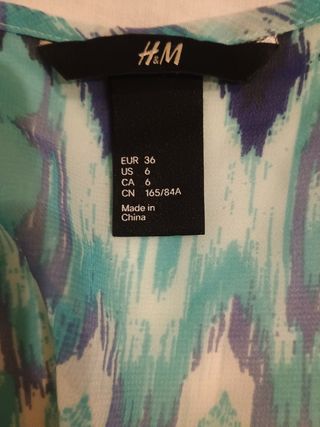 H&M
EUR 36
US 6
CA 6
CN 165/84A
Made in
China